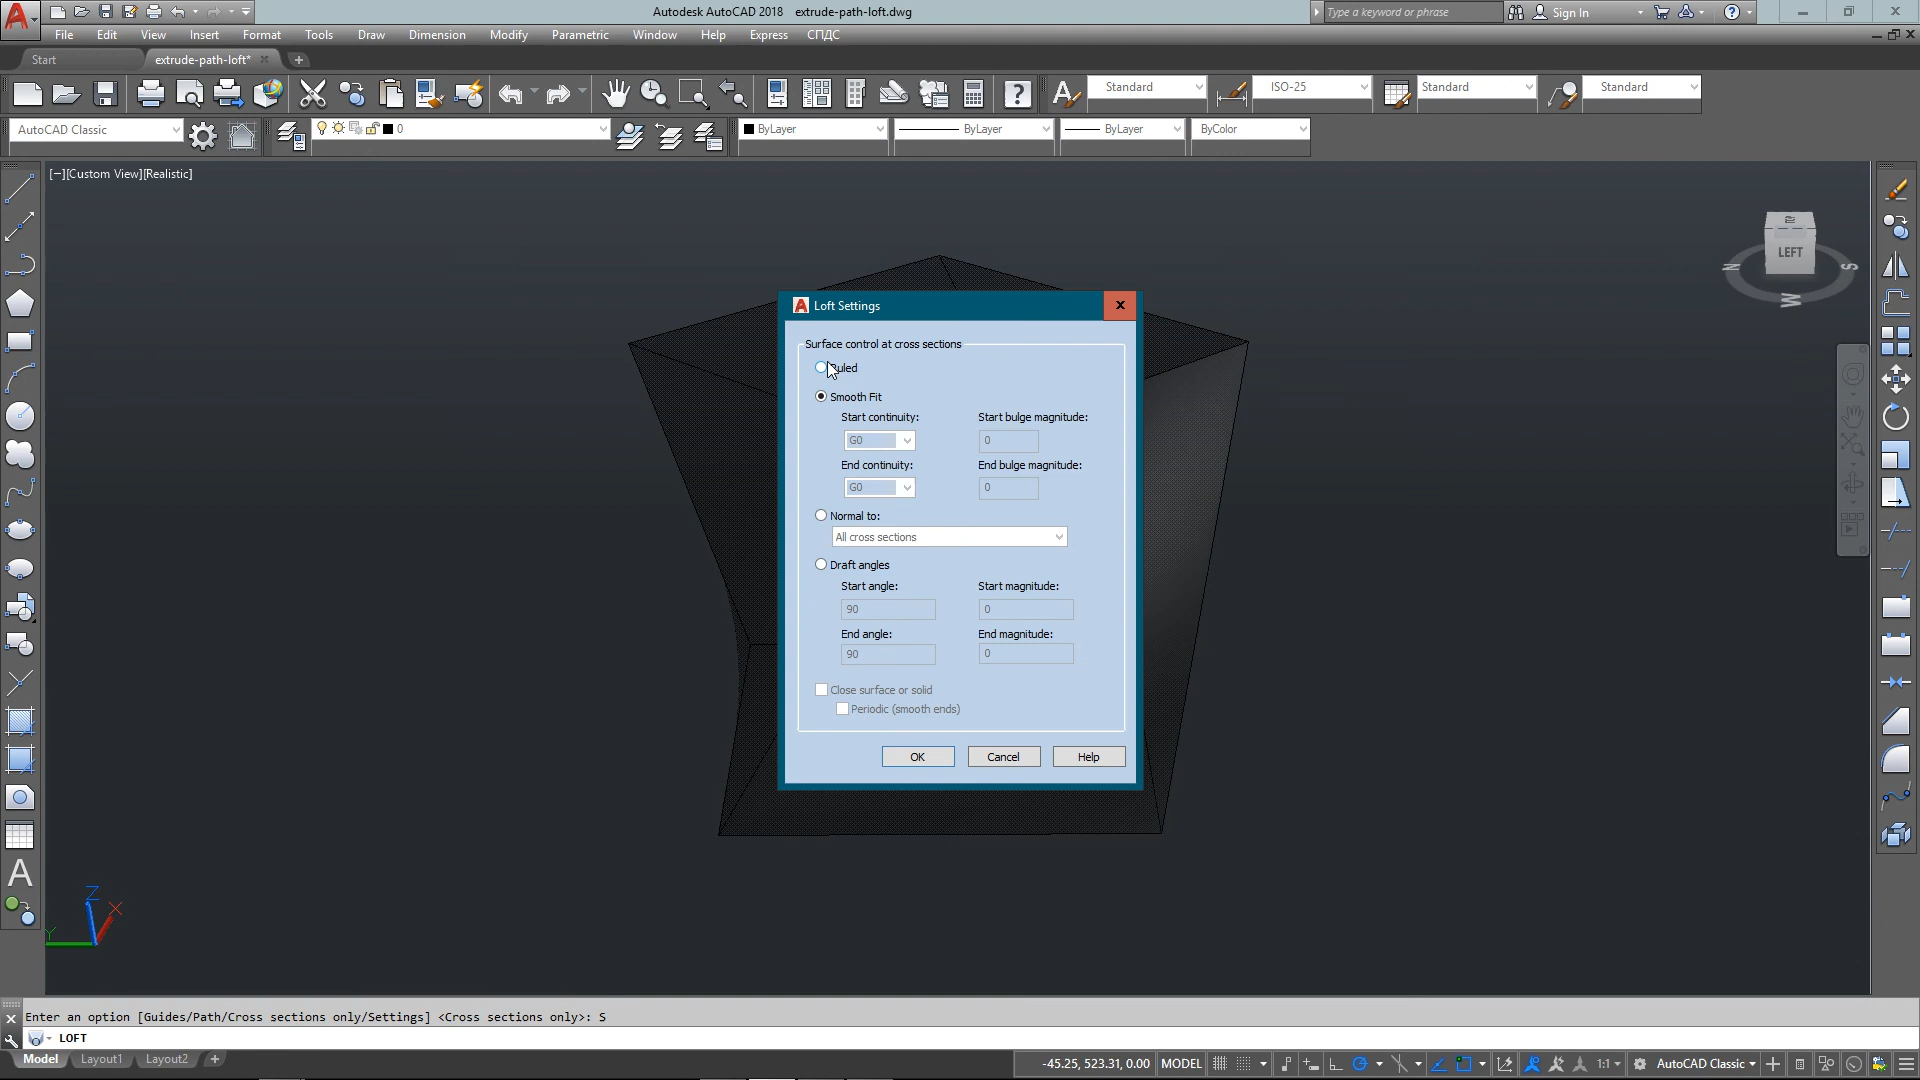 Autodesk AutoCAD 2018 extrude-path-loft.dwg
Type a keyword or phrase
Sign In
File Edit View Insert Format Tools Draw Dimension Modify Parametric Window Help Express СПДС
Start
extrude-path-loft*
Standard
ISO-25
Standard
Standard
AutoCAD Classic
0
ByLayer
ByLayer
ByLayer
ByColor
[−][Custom View][Realistic]
LEFT
N
S
W
Loft Settings
Surface control at cross sections
Smooth Fit
Start continuity: Start bulge magnitude:
G0 0
End continuity: End bulge magnitude:
G0 0
Normal to:
All cross sections
Draft angles
Start angle: Start magnitude:
90 0
End angle: End magnitude:
90 0
Close surface or solid
Periodic (smooth ends)
OK Cancel Help
Z
X
Y
Enter an option [Guides/Path/Cross sections only/Settings] <Cross sections only>: S
LOFT
Model Layout1 Layout2 +
-45.25, 523.31, 0.00 MODEL 1:1 AutoCAD Classic